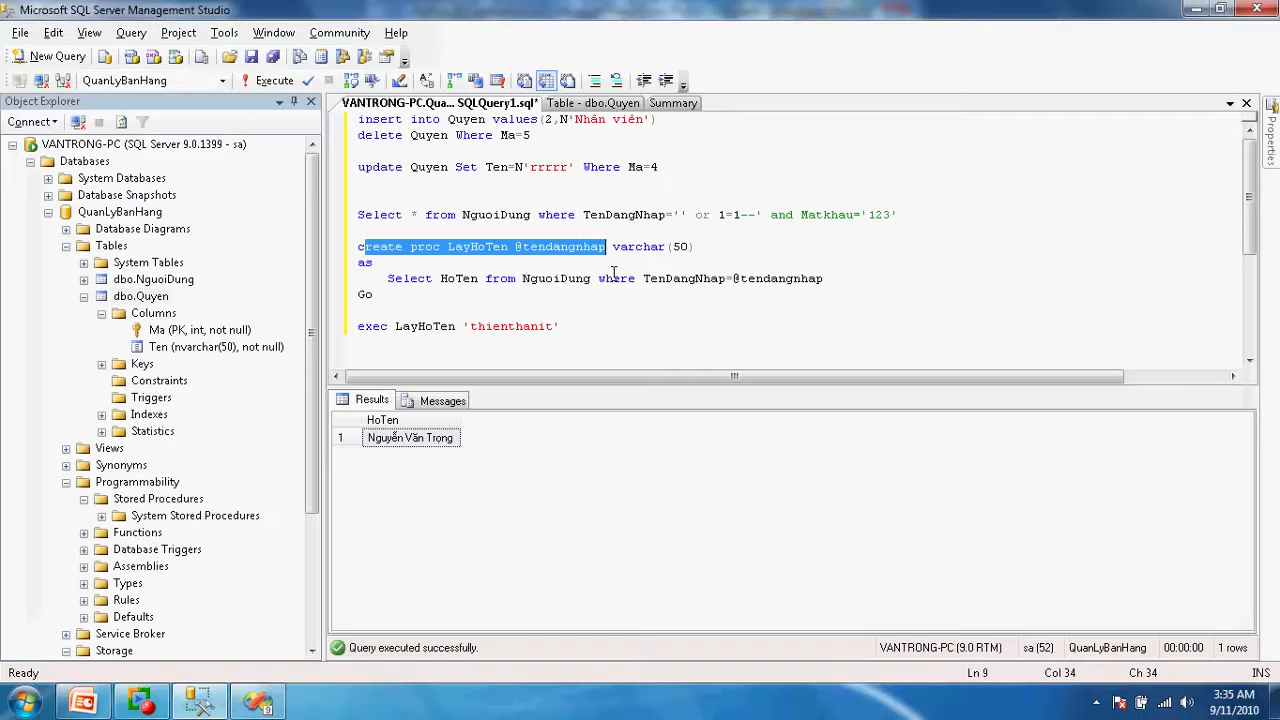 Microsoft SQL Server Management Studio
File Edit View Query Project Tools Window Community Help
New Query
QuanLyBanHang Execute
Object Explorer
Connect
VANTRONG-PC (SQL Server 9.0.1399 - sa)
Databases
System Databases
Database Snapshots
QuanLyBanHang
Database Diagrams
Tables
System Tables
dbo.NguoiDung
dbo.Quyen
Columns
Ma (PK, int, not null)
Ten (nvarchar(50), not null)
Keys
Constraints
Triggers
Indexes
Statistics
Views
Synonyms
Programmability
Stored Procedures
System Stored Procedures
Functions
Database Triggers
Assemblies
Types
Rules
Defaults
Service Broker
Storage
VANTRONG-PC.Qua... SQLQuery1.sql* Table - dbo.Quyen Summary
insert into Quyen values(2,N'Nhân viên')
delete Quyen Where Ma=5
update Quyen Set Ten=N'rrrrr' Where Ma=4
Select * from NguoiDung where TenDangNhap='' or 1=1--' and Matkhau='123'
create proc LayHoTen @tendangnhap varchar(50)
as
Select HoTen from NguoiDung where TenDangNhap=@tendangnhap
Go
exec LayHoTen 'thienthanit'
Results Messages
HoTen
1 Nguyễn Văn Trọng
Query executed successfully. VANTRONG-PC (9.0 RTM) sa (52) QuanLyBanHang 00:00:00 1 rows
Properties
Ready Ln 9 Col 34 Ch 34 INS
3:35 AM
9/11/2010